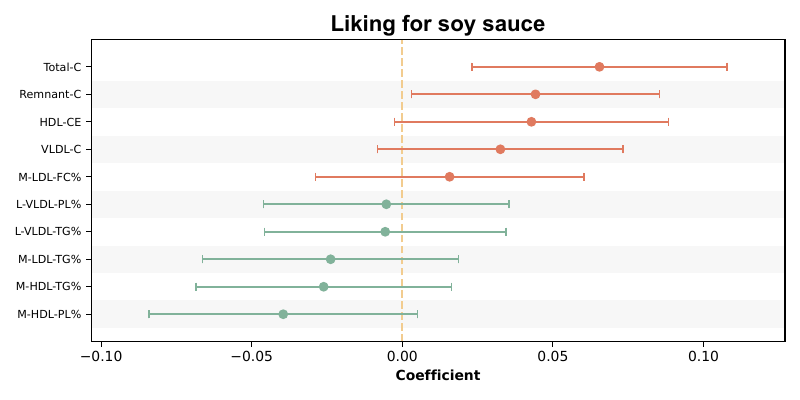 Liking for soy sauce
Total-C
Remnant-C
HDL-CE
VLDL-C
M-LDL-FC%
L-VLDL-PL%
L-VLDL-TG%
M-LDL-TG%
M-HDL-TG%
M-HDL-PL%
−0.10 −0.05 0.00 0.05 0.10
Coefficient